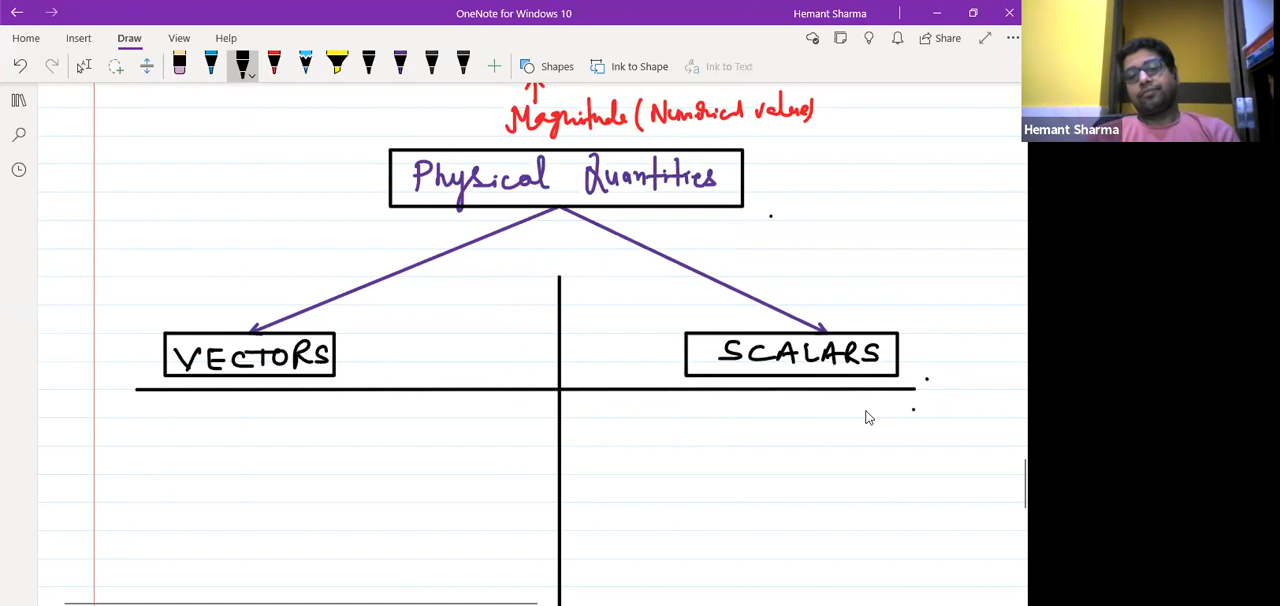 OneNote for Windows 10
Hemant Sharma
Home Insert Draw View Help
Share
Shapes Ink to Shape Ink to Text
Magnitude (Numerical values)
Physical Quantities
Hemant Sharma
VECTORS
SCALARS